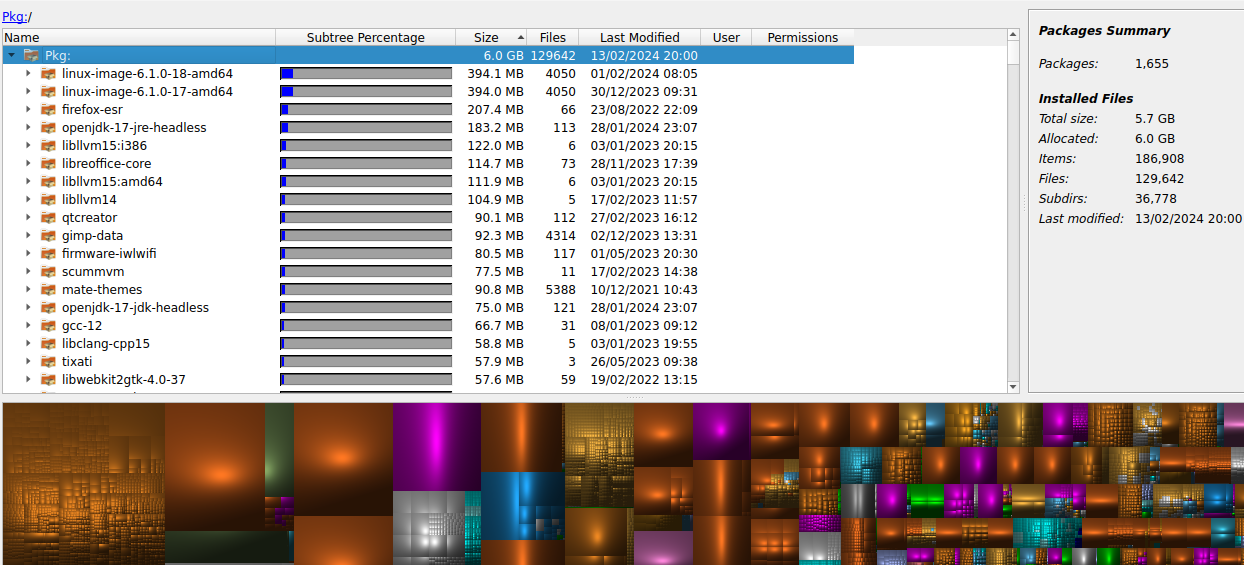 Pkg:/
Name Subtree Percentage Size Files Last Modified User Permissions
Pkg: 6.0 GB 129642 13/02/2024 20:00
linux-image-6.1.0-18-amd64 394.1 MB 4050 01/02/2024 08:05
linux-image-6.1.0-17-amd64 394.0 MB 4050 30/12/2023 09:31
firefox-esr 207.4 MB 66 23/08/2022 22:09
openjdk-17-jre-headless 183.2 MB 113 28/01/2024 23:07
libllvm15:i386 122.0 MB 6 03/01/2023 20:15
libreoffice-core 114.7 MB 73 28/11/2023 17:39
libllvm15:amd64 111.9 MB 6 03/01/2023 20:15
libllvm14 104.9 MB 5 17/02/2023 11:57
qtcreator 90.1 MB 112 27/02/2023 16:12
gimp-data 92.3 MB 4314 02/12/2023 13:31
firmware-iwlwifi 80.5 MB 117 01/05/2023 20:30
scummvm 77.5 MB 11 17/02/2023 14:38
mate-themes 90.8 MB 5388 10/12/2021 10:43
openjdk-17-jdk-headless 75.0 MB 121 28/01/2024 23:07
gcc-12 66.7 MB 31 08/01/2023 09:12
libclang-cpp15 58.8 MB 5 03/01/2023 19:55
tixati 57.9 MB 3 26/05/2023 09:38
libwebkit2gtk-4.0-37 57.6 MB 59 19/02/2022 13:15
Packages Summary
Packages: 1,655
Installed Files
Total size: 5.7 GB
Allocated: 6.0 GB
Items: 186,908
Files: 129,642
Subdirs: 36,778
Last modified: 13/02/2024 20:00